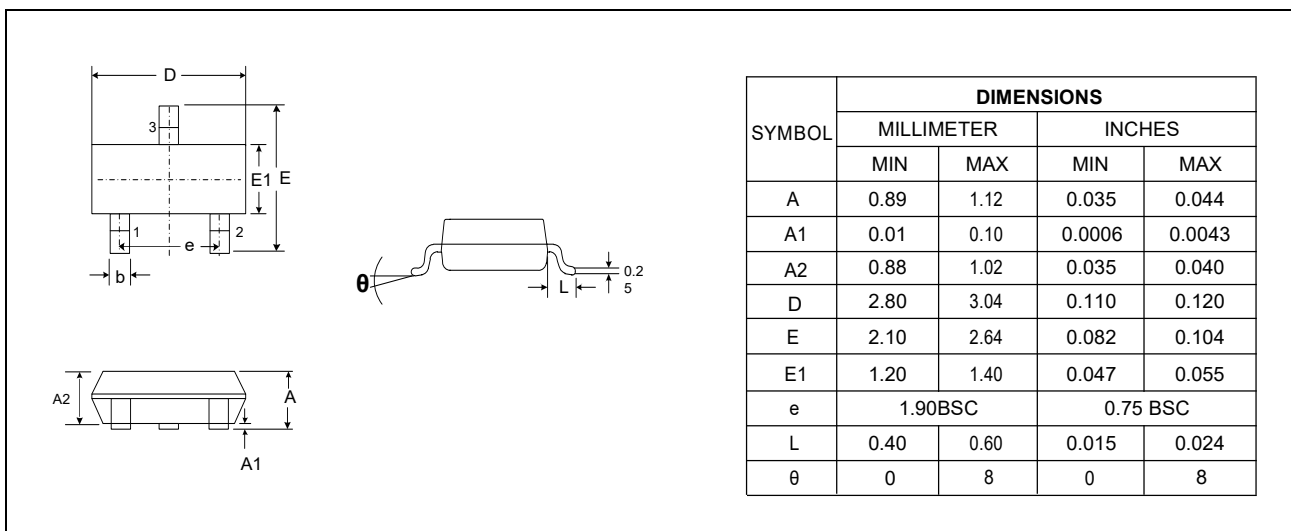 D
3
E1 E
1 2
e
b
θ
L
0.2
5
A2
A
A1
DIMENSIONS
SYMBOL MILLIMETER INCHES
MIN MAX MIN MAX
A 0.89 1.12 0.035 0.044
A1 0.01 0.10 0.0006 0.0043
A2 0.88 1.02 0.035 0.040
D 2.80 3.04 0.110 0.120
E 2.10 2.64 0.082 0.104
E1 1.20 1.40 0.047 0.055
e 1.90BSC 0.75 BSC
L 0.40 0.60 0.015 0.024
θ 0 8 0 8